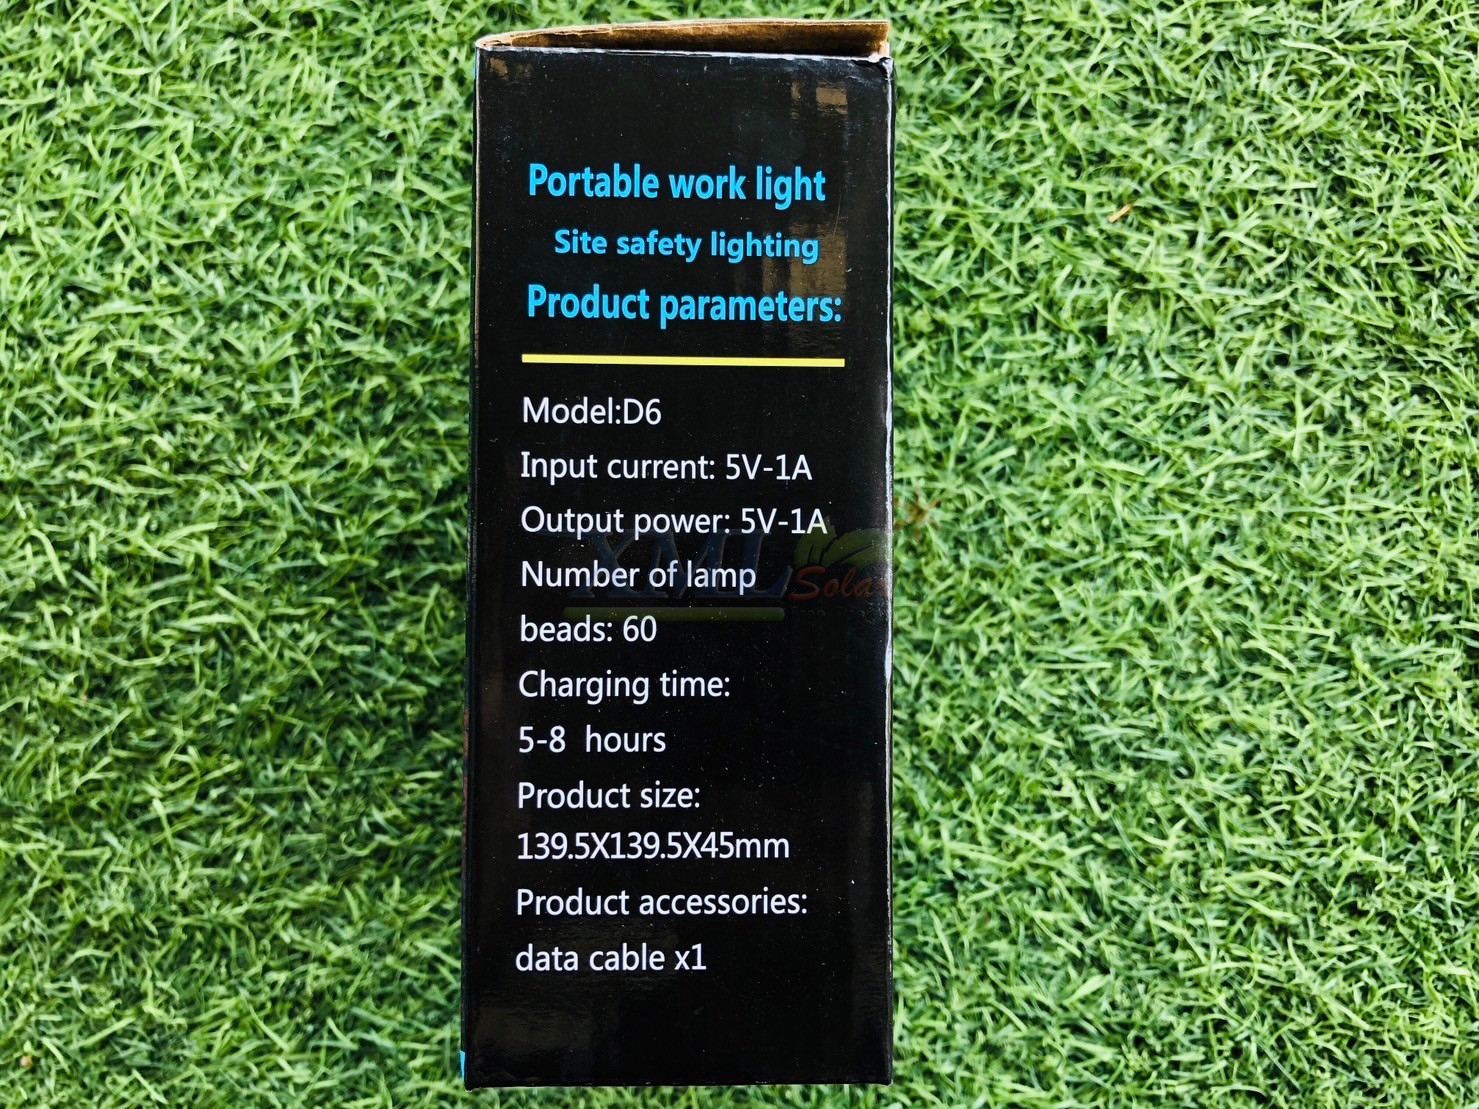 Portable work light
Site safety lighting
Product parameters:
Model:D6
Input current: 5V-1A
Output power: 5V-1A
Number of lamp
beads: 60
Charging time:
5-8 hours
Product size:
139.5X139.5X45mm
Product accessories:
data cable x1
XML Solar